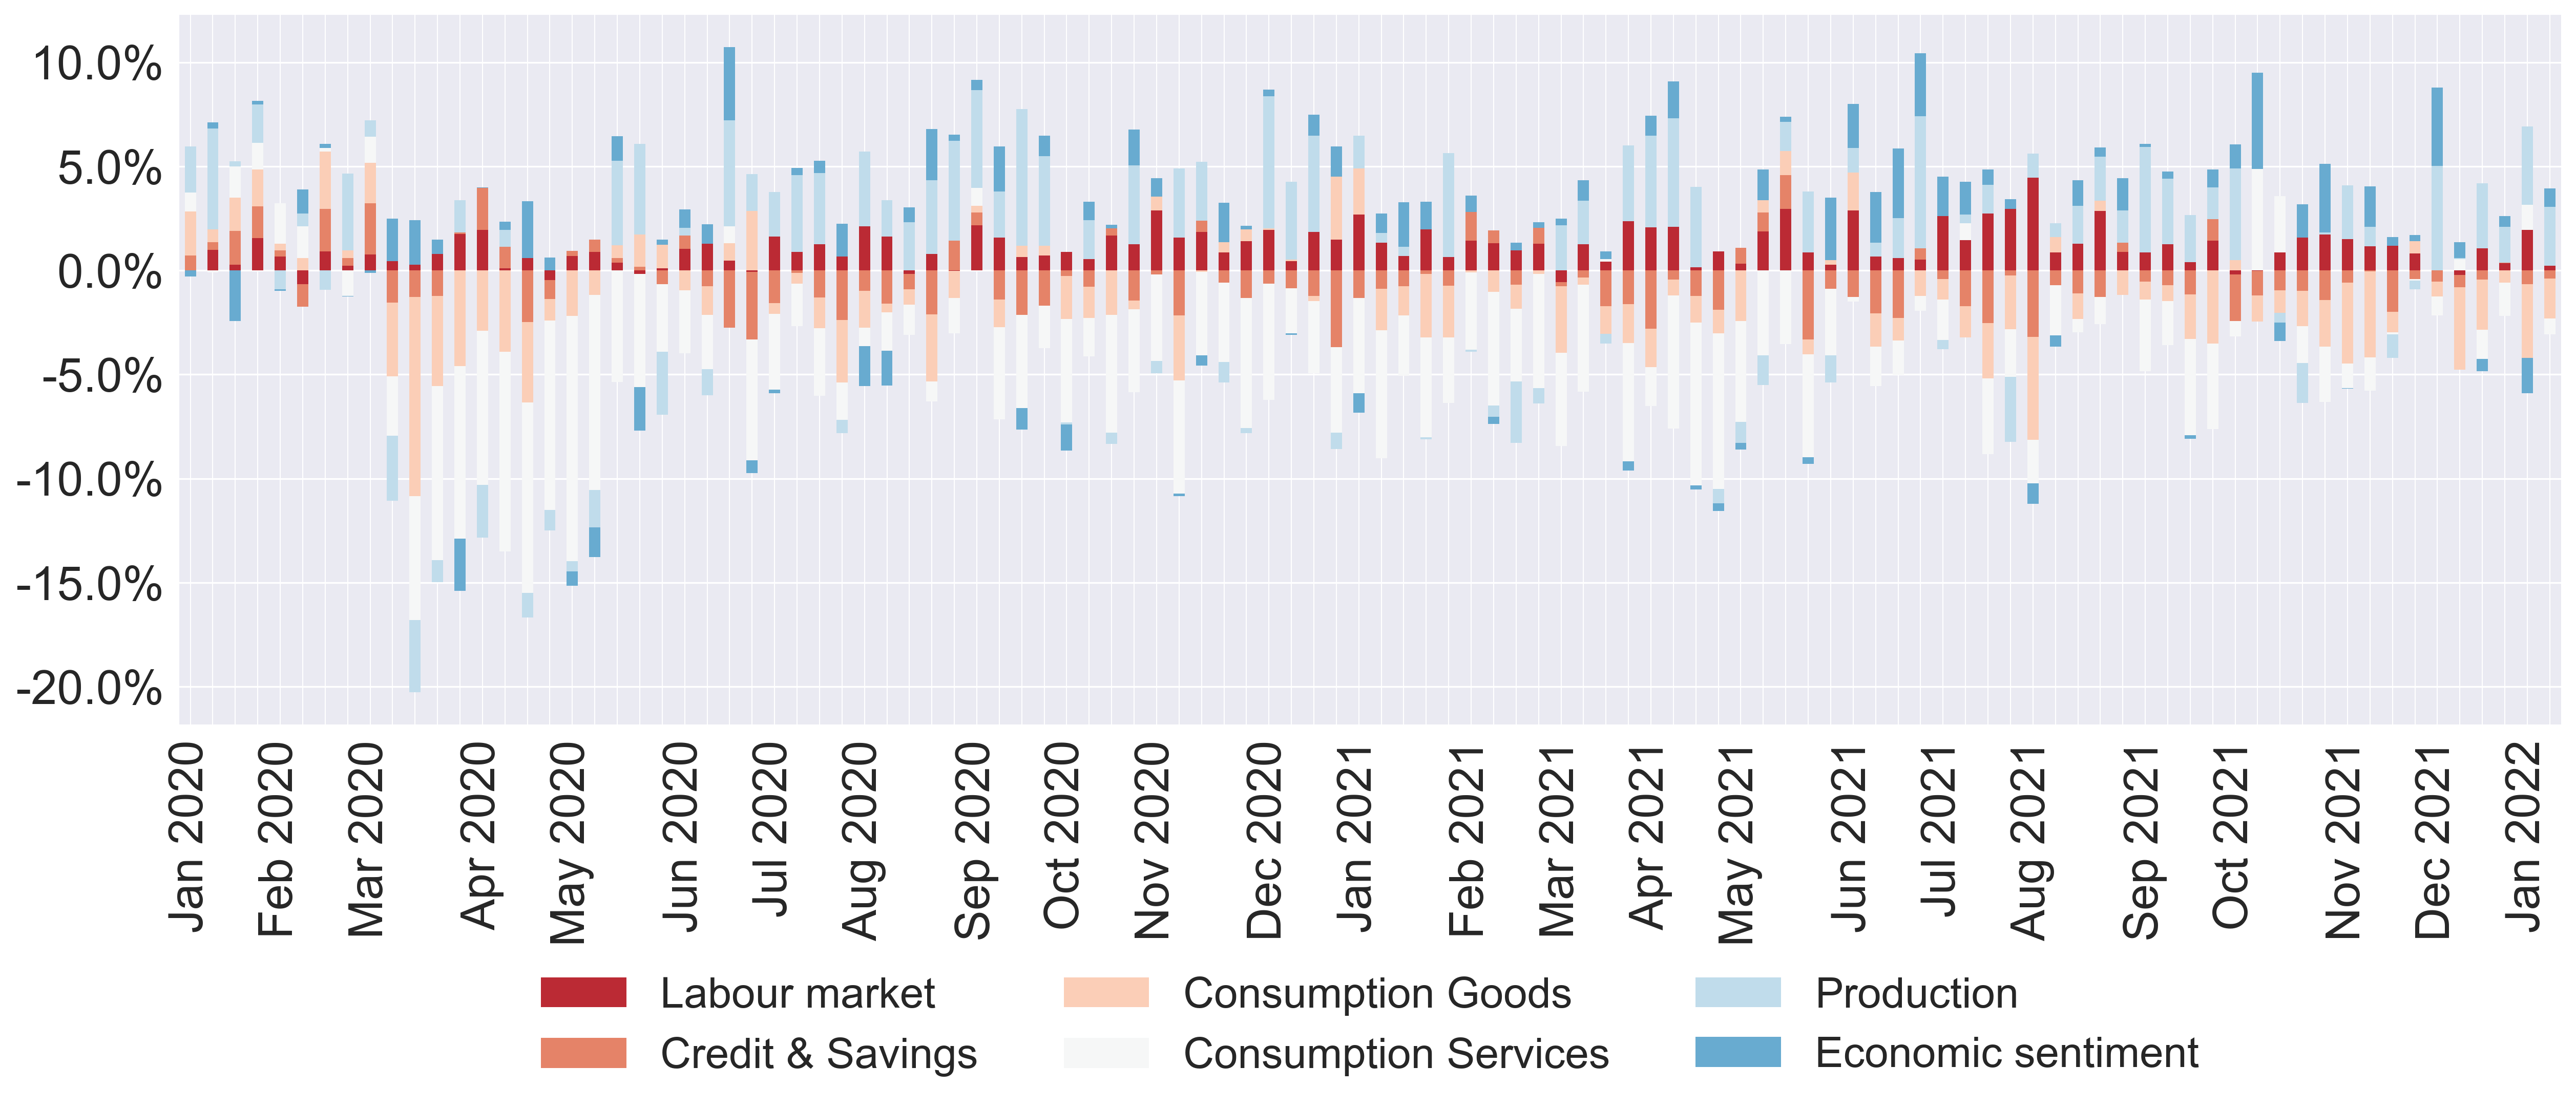 10.0%
5.0%
0.0%
-5.0%
-10.0%
-15.0%
-20.0%
Jan 2020
Feb 2020
Mar 2020
Apr 2020
May 2020
Jun 2020
Jul 2020
Aug 2020
Sep 2020
Oct 2020
Nov 2020
Dec 2020
Jan 2021
Feb 2021
Mar 2021
Apr 2021
May 2021
Jun 2021
Jul 2021
Aug 2021
Sep 2021
Oct 2021
Nov 2021
Dec 2021
Jan 2022
Labour market
Consumption Goods
Production
Credit & Savings
Consumption Services
Economic sentiment